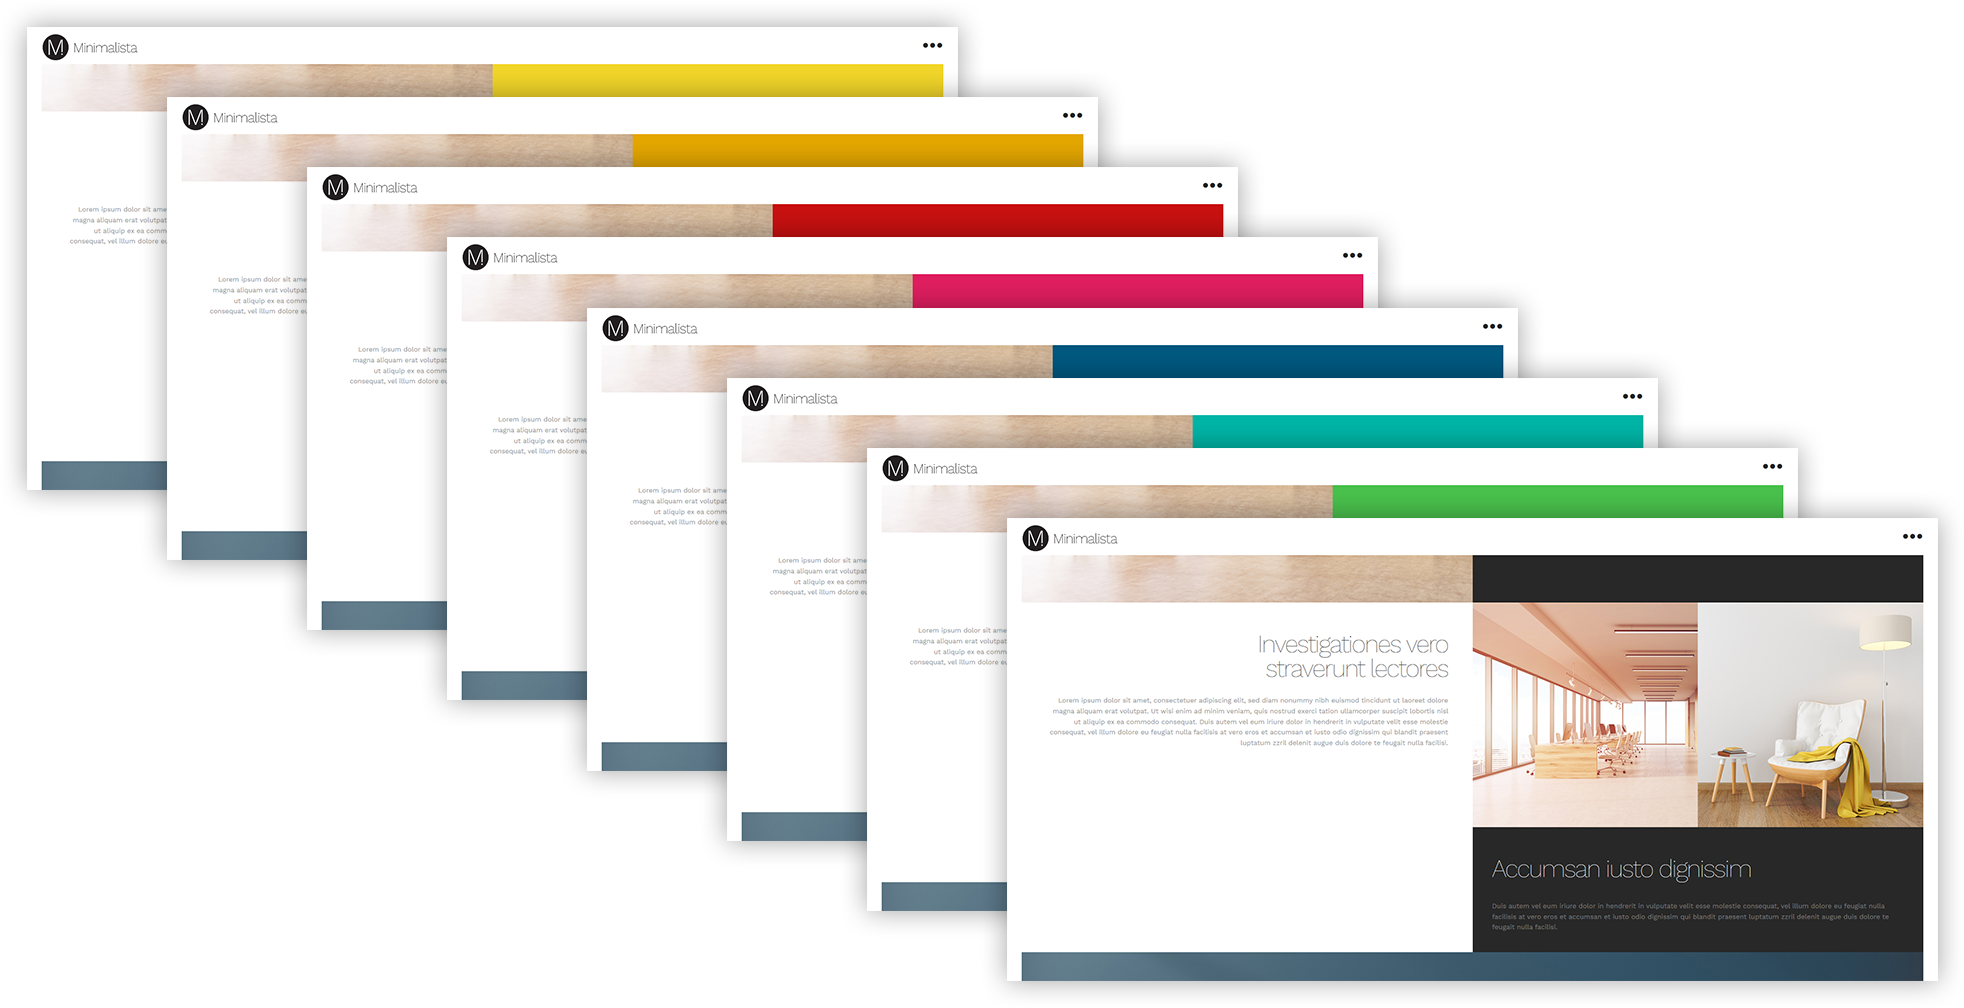 M! Minimalista
Lorem ipsum dolor sit ame
magna aliquam erat volutpat
ut aliquip ex ea comm
consequat, vel illum dolore eu
M! Minimalista
Lorem ipsum dolor sit ame
magna aliquam erat volutpat
ut aliquip ex ea comm
consequat, vel illum dolore eu
M! Minimalista
Lorem ipsum dolor sit ame
magna aliquam erat volutpat
ut aliquip ex ea comm
consequat, vel illum dolore eu
M! Minimalista
Lorem ipsum dolor sit ame
magna aliquam erat volutpat
ut aliquip ex ea comm
consequat, vel illum dolore eu
M! Minimalista
Lorem ipsum dolor sit ame
magna aliquam erat volutpat
ut aliquip ex ea comm
consequat, vel illum dolore eu
M! Minimalista
Lorem ipsum dolor sit ame
magna aliquam erat volutpat
ut aliquip ex ea comm
consequat, vel illum dolore eu
M! Minimalista
Lorem ipsum dolor sit ame
magna aliquam erat volutpat
ut aliquip ex ea comm
consequat, vel illum dolore eu
M! Minimalista
Investigationes vero
straverunt lectores
Lorem ipsum dolor sit amet, consectetuer adipiscing elit, sed diam nonummy nibh euismod tincidunt ut laoreet dolore
magna aliquam erat volutpat. Ut wisi enim ad minim veniam, quis nostrud exerci tation ullamcorper suscipit lobortis nisl
ut aliquip ex ea commodo consequat. Duis autem vel eum iriure dolor in hendrerit in vulputate velit esse molestie
consequat, vel illum dolore eu feugiat nulla facilisis at vero eros et accumsan et iusto odio dignissim qui blandit praesent
luptatum zzril delenit augue duis dolore te feugait nulla facilisi.
Accumsan iusto dignissim
Duis autem vel eum iriure dolor in hendrerit in vulputate velit esse molestie consequat, vel illum dolore eu feugiat nulla
facilisis at vero eros et accumsan et iusto odio dignissim qui blandit praesent luptatum zzril delenit augue duis dolore te
feugait nulla facilisi.